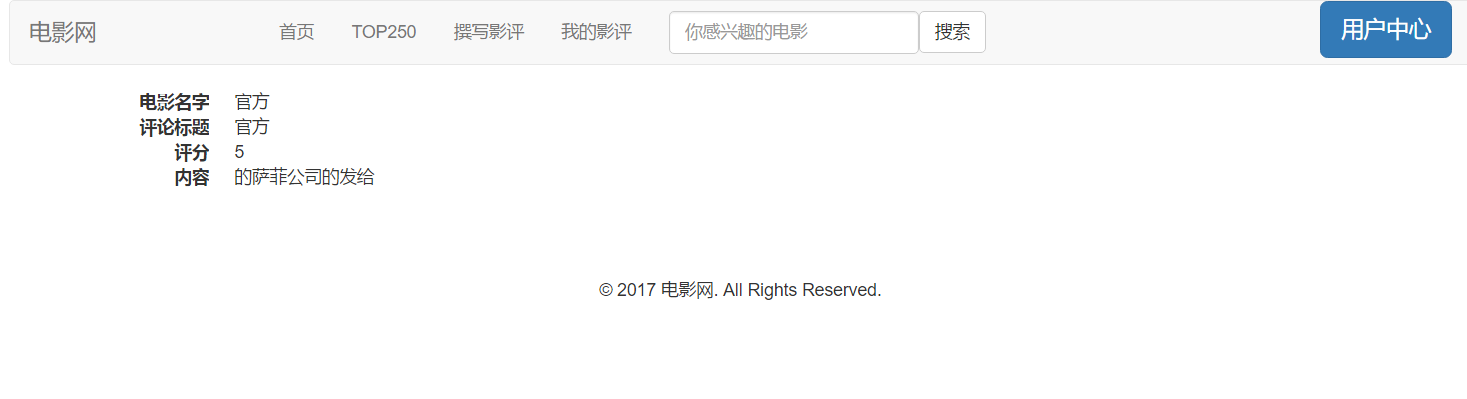 电影网 首页 TOP250 撰写影评 我的影评 你感兴趣的电影 搜索 用户中心
电影名字 官方
评论标题 官方
评分 5
内容 的萨菲公司的发给
© 2017 电影网. All Rights Reserved.